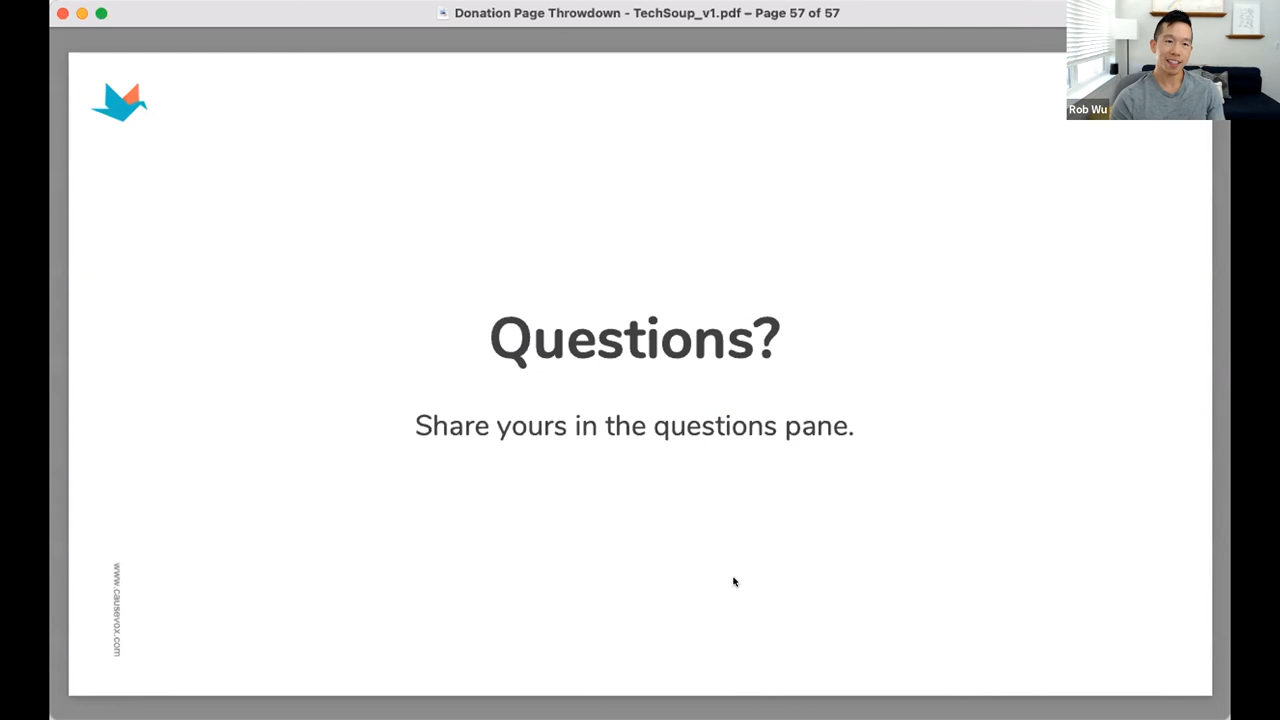 Donation Page Throwdown - TechSoup_v1.pdf – Page 57 of 57
Rob Wu
Questions?
Share yours in the questions pane.
www.causevox.com